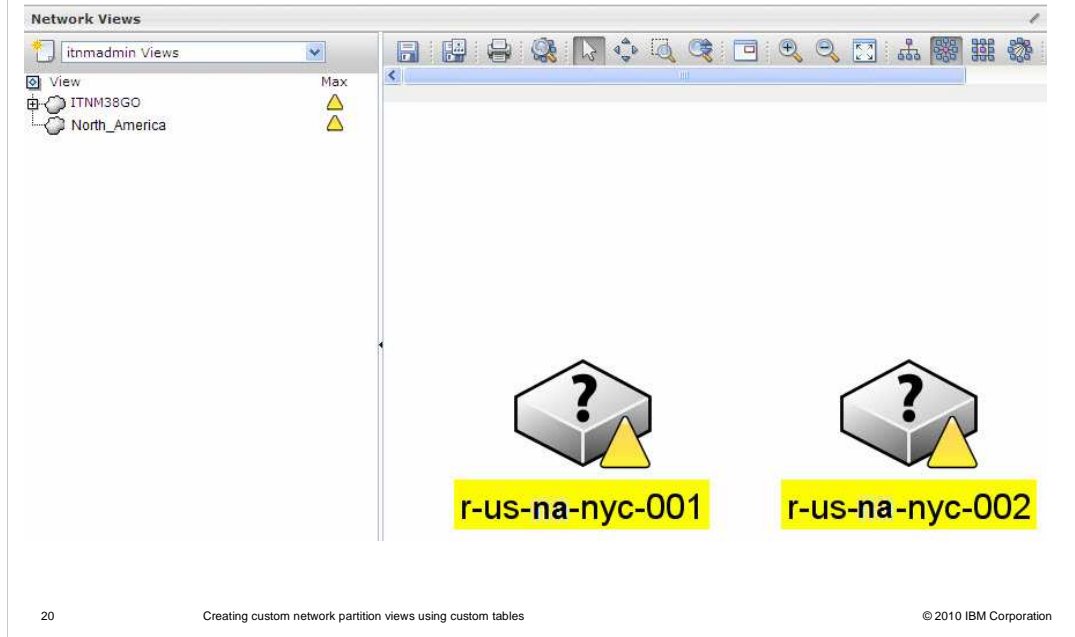 Network Views
itnmadmin Views
View Max
ITNM38GO
North_America
?
?
r-us-na-nyc-001
r-us-na-nyc-002
20 Creating custom network partition views using custom tables © 2010 IBM Corporation